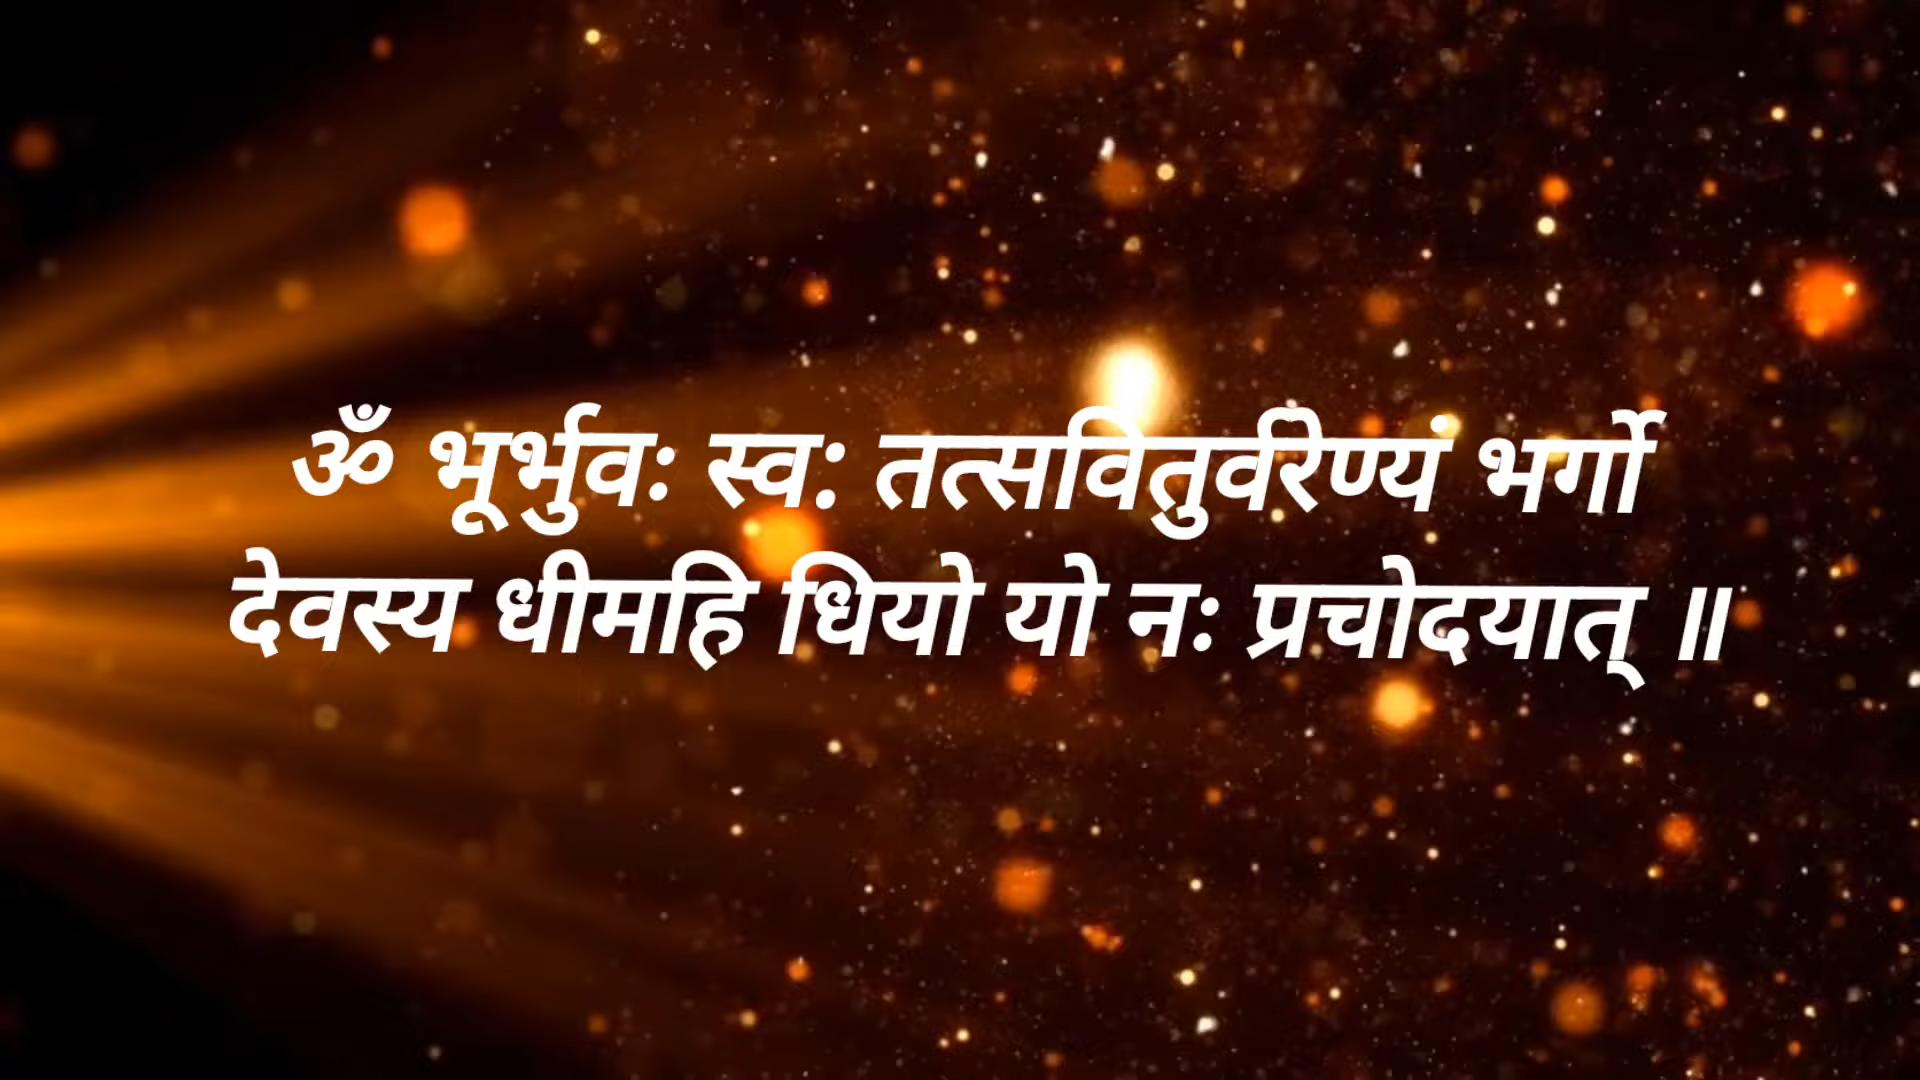 ॐ भूर्भुवः स्व: तत्सवितुर्वरेण्यं भर्गो
देवस्य धीमहि धियो यो नः प्रचोदयात् ॥